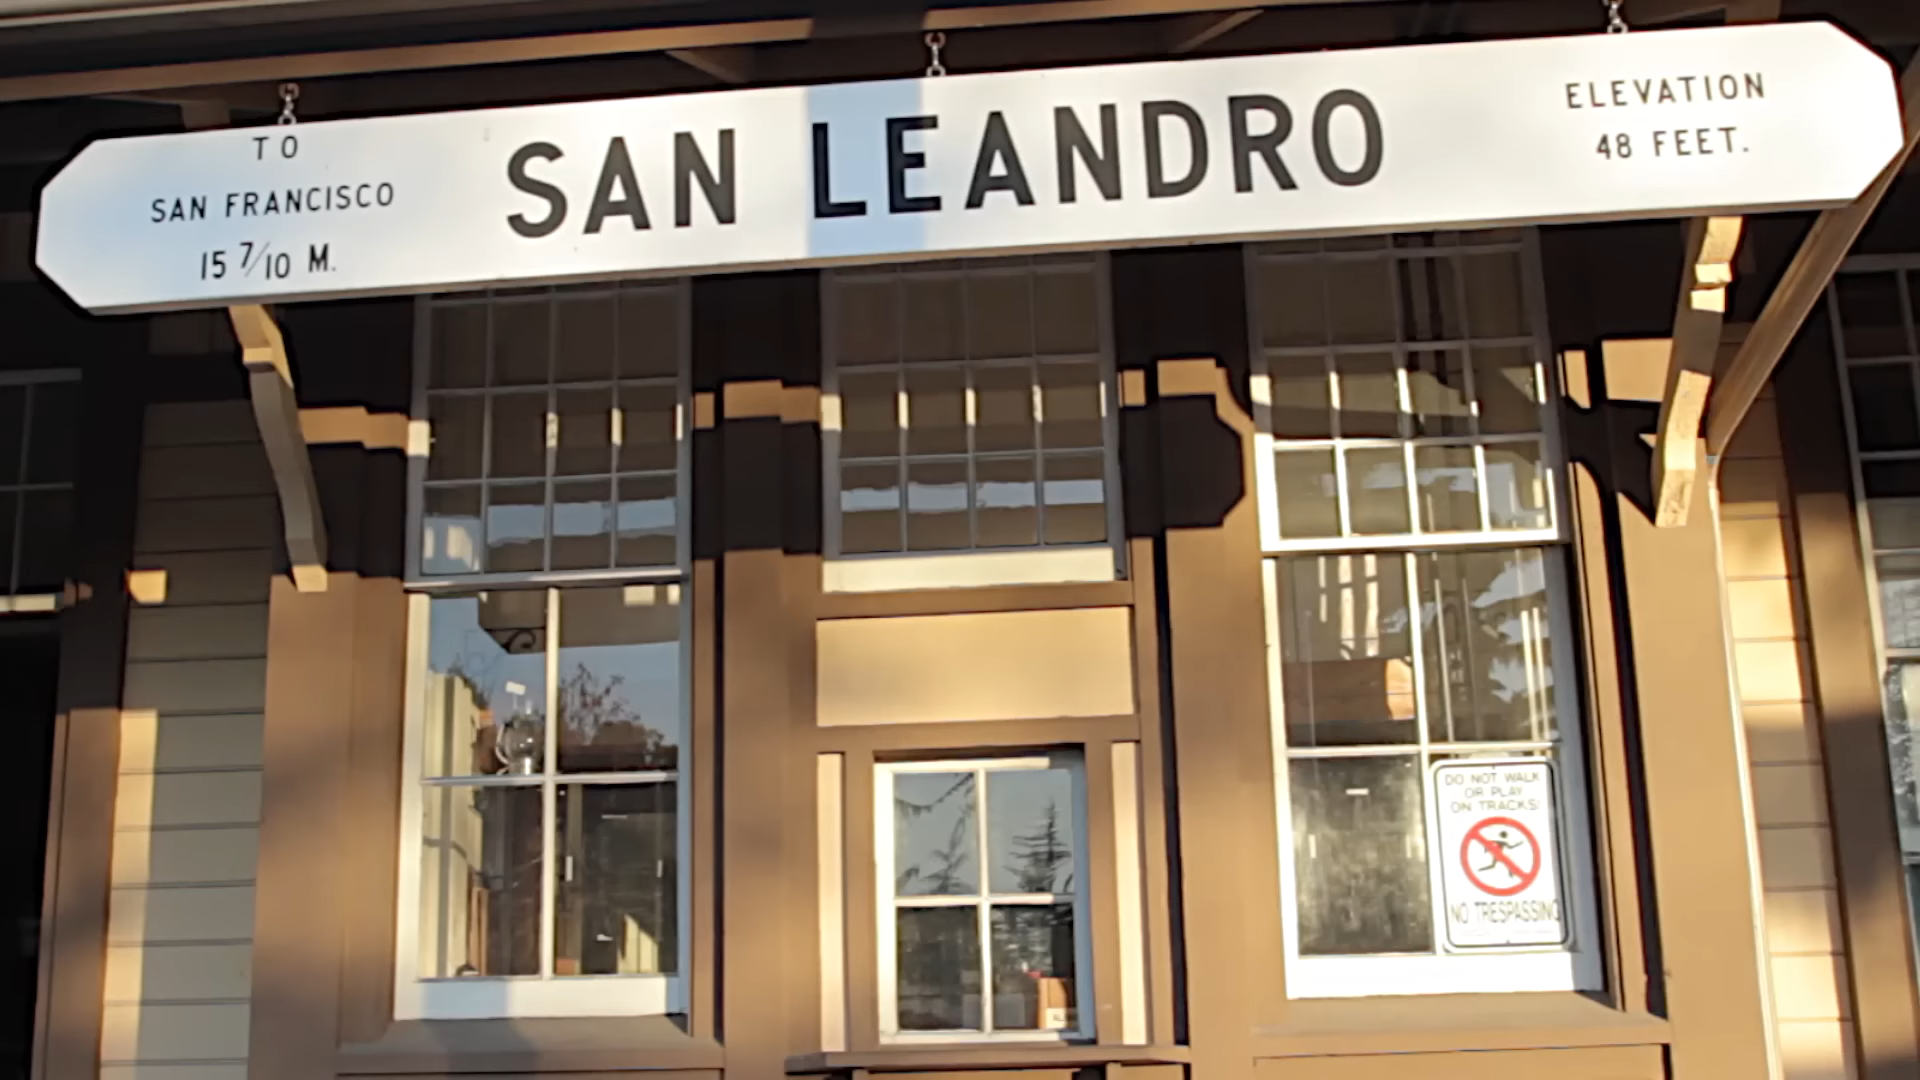 TO
SAN FRANCISCO
15 7/10 M.
SAN LEANDRO
ELEVATION
48 FEET.
DO NOT WALK
OR PLAY
ON TRACKS!
NO TRESPASSING